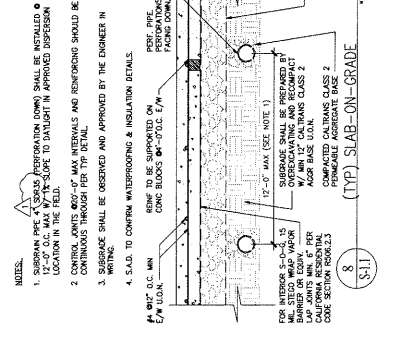 NOTES:
1. SUBDRAIN PIPE 4" SDR35 (PERFORATION DOWN) SHALL BE INSTALLED @
12'-0" O.C. MAX W/ 1% SLOPE TO DAYLIGHT IN APPROVED DISPERSION
LOCATION IN THE FIELD.
2 CONTROL JOINTS @20'-0" MAX INTERVALS AND REINFORCING SHOULD BE
CONTINUOUS THROUGH PER TYP DETAIL.
3. SUBGRADE SHALL BE OBSERVED AND APPROVED BY THE ENGINEER IN
WRITING.
4. S.A.D. TO CONFIRM WATERPROOFING & INSULATION DETAILS.
#4 @12" O.C. MIN
E/W U.O.N.
REINF TO BE SUPPORTED ON
CONC BLOCKS @4'-0"O.C. E/W
PERF. PIPE.
PERFORATIONS
FACING DOWN
12'-0" MAX (SEE NOTE 1)
FOR INTERIOR S-O-G, 15
MIL STEGO WRAP VAPOR
BARRIER OR EQUIV.
LAP JOINTS MIN. 6" PER
CALIFORNIA RESIDENTIAL
CODE SECTION R506.2.3
SUBGRADE SHALL BE PREPARED BY
OVEREXCAVATING AND RECOMPACT
W/ MIN 12" CALTRANS CLASS 2
AGGR BASE U.O.N.
COMPACTED CALTRANS CLASS 2
PERMEABLE AGGREGATE BASE
8
S-1.1
(TYP) SLAB-ON-GRADE